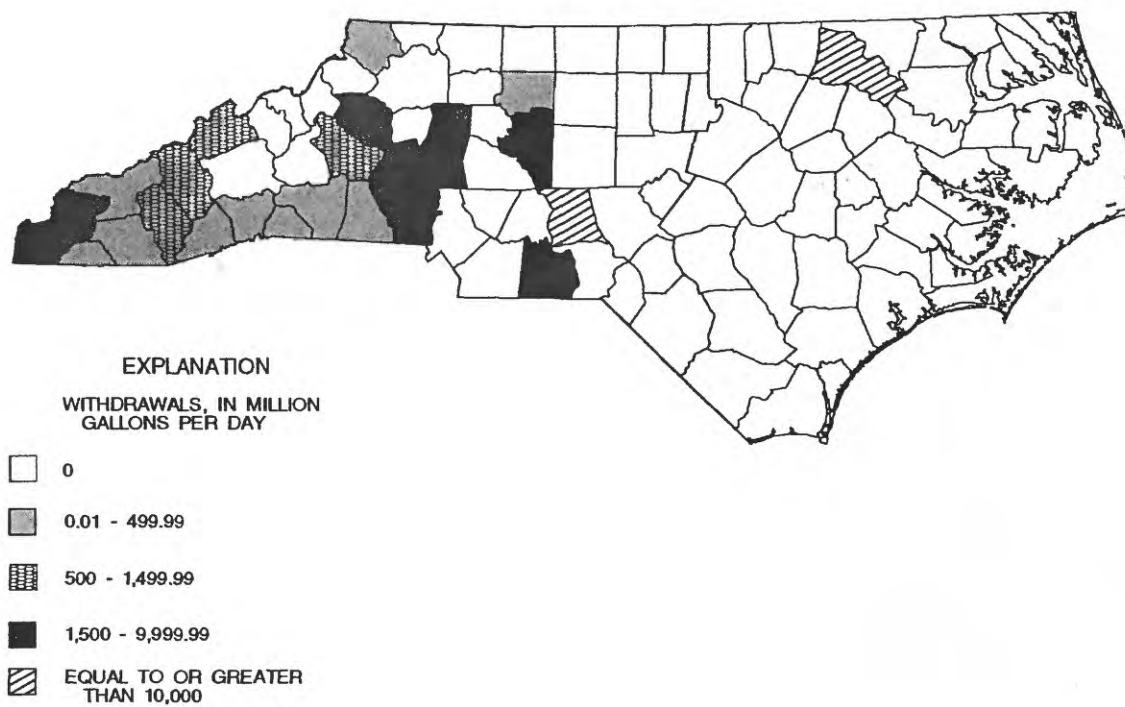 EXPLANATION
WITHDRAWALS, IN MILLION
GALLONS PER DAY
0
0.01 - 499.99
500 - 1,499.99
1,500 - 9,999.99
EQUAL TO OR GREATER
THAN 10,000